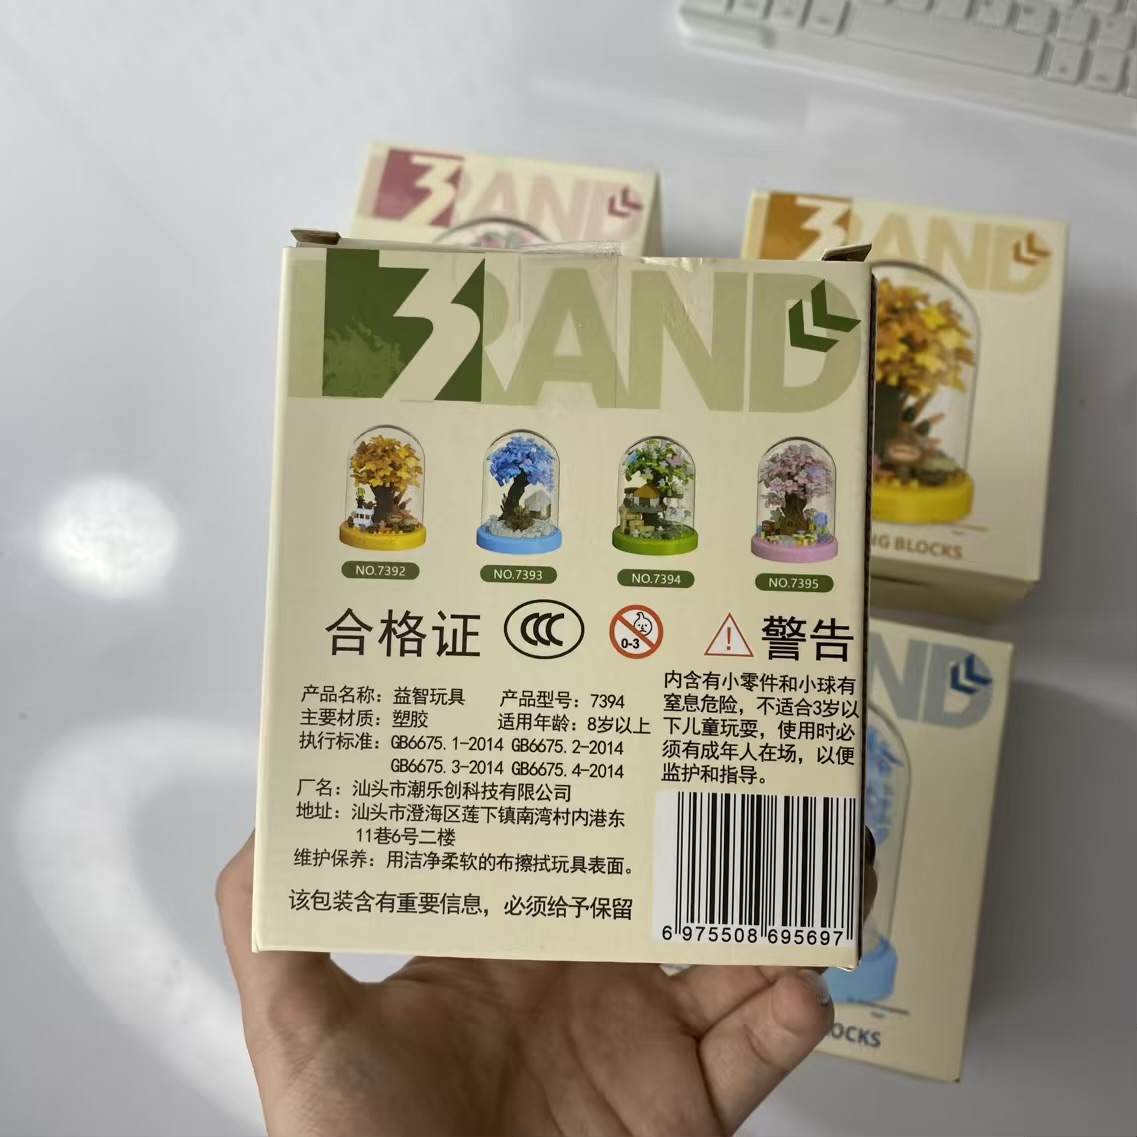 3RAND
3RAND
3RAND
NO.7392
NO.7393
NO.7394
NO.7395
合格证
CCC
0-3
警告
产品名称：益智玩具
产品型号：7394
主要材质：塑胶
适用年龄：8岁以上
执行标准：GB6675.1-2014 GB6675.2-2014
GB6675.3-2014 GB6675.4-2014
厂名：汕头市潮乐创科技有限公司
地址：汕头市澄海区莲下镇南湾村内港东
11巷6号二楼
维护保养：用洁净柔软的布擦拭玩具表面。
该包装含有重要信息，必须给予保留
内含有小零件和小球有
窒息危险，不适合3岁以
下儿童玩耍，使用时必
须有成年人在场，以便
监护和指导。
6 975508 695697
NG BLOCKS
ND
OCKS